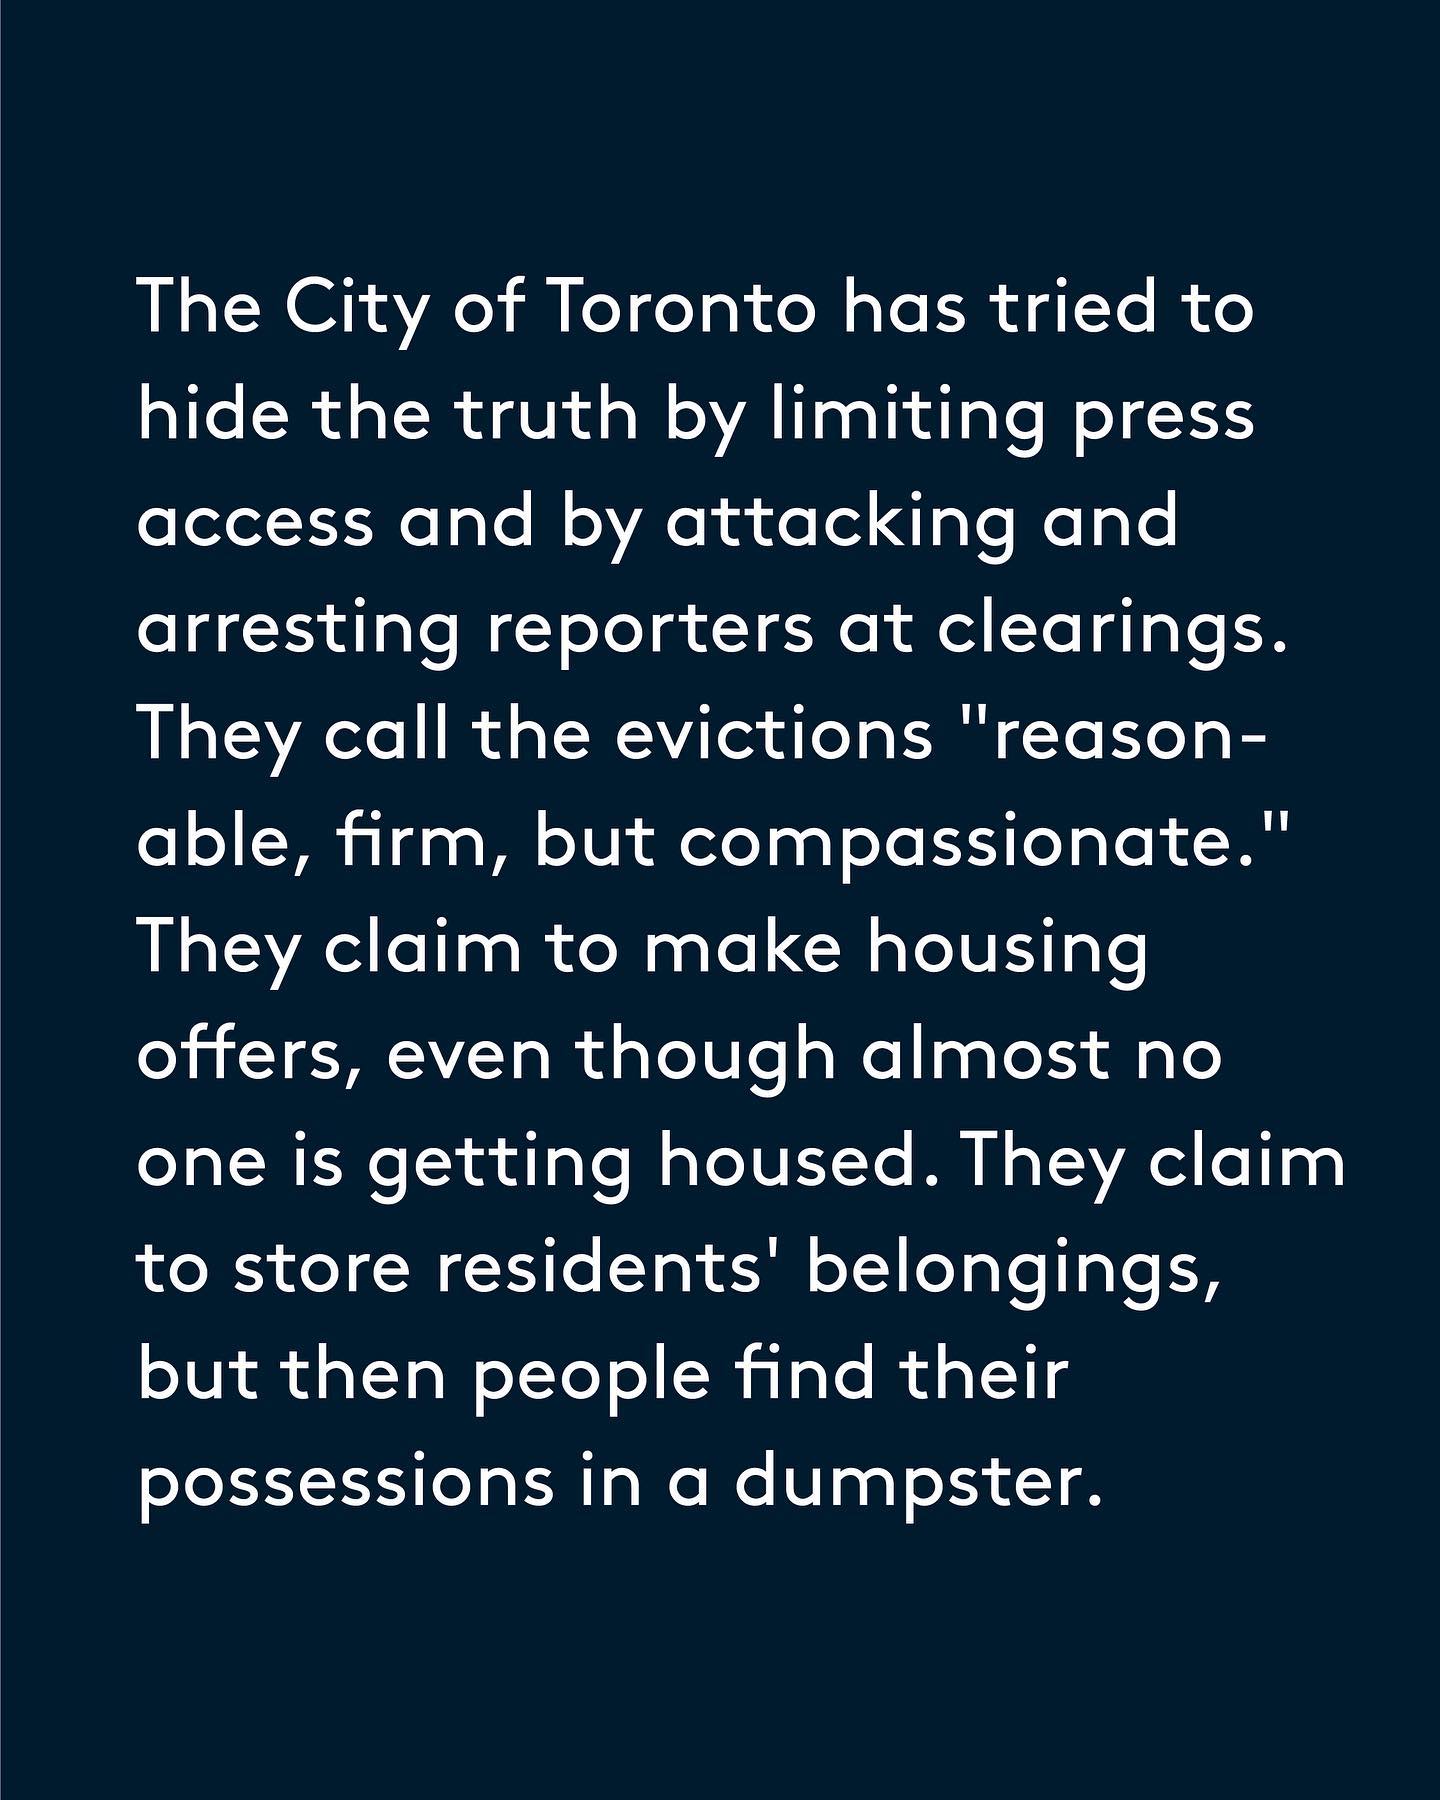 The City of Toronto has tried to
hide the truth by limiting press
access and by attacking and
arresting reporters at clearings.
They call the evictions "reason-
able, firm, but compassionate."
They claim to make housing
offers, even though almost no
one is getting housed. They claim
to store residents' belongings,
but then people find their
possessions in a dumpster.